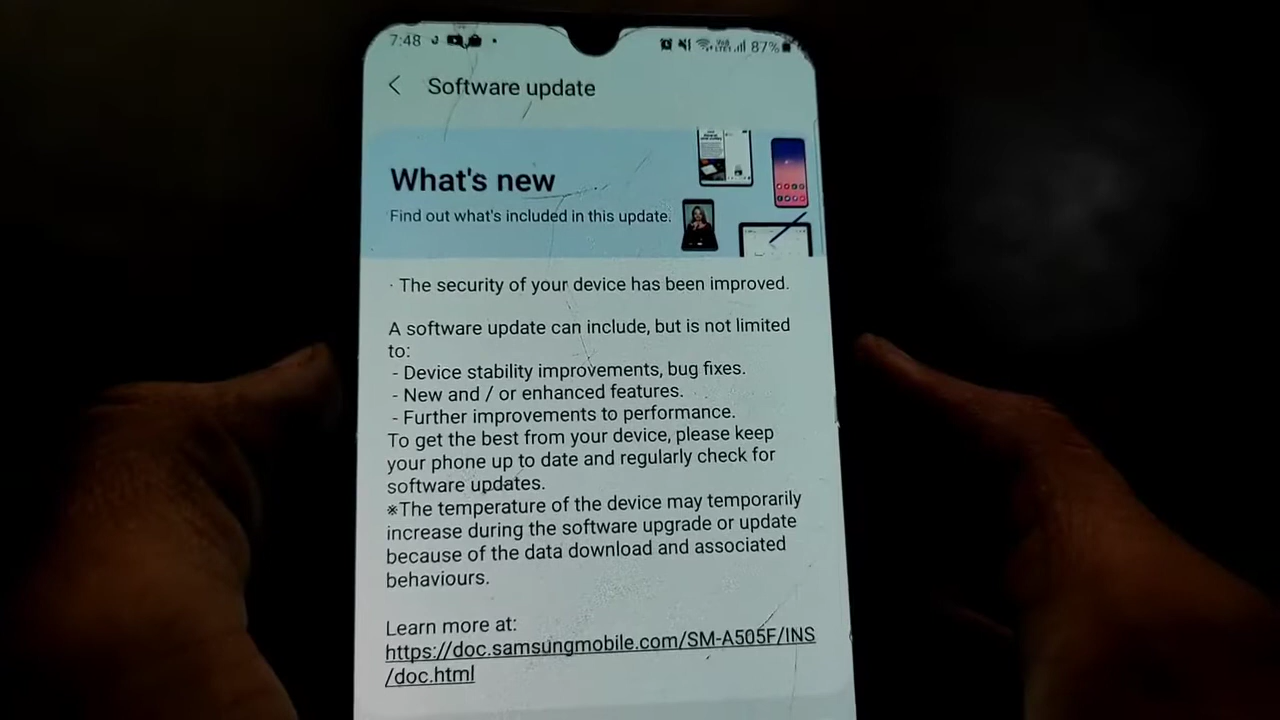 7:48 87%
Software update
What's new
Find out what's included in this update.
· The security of your device has been improved.
A software update can include, but is not limited
to:
- Device stability improvements, bug fixes.
- New and / or enhanced features.
- Further improvements to performance.
To get the best from your device, please keep
your phone up to date and regularly check for
software updates.
※The temperature of the device may temporarily
increase during the software upgrade or update
because of the data download and associated
behaviours.
Learn more at:
https://doc.samsungmobile.com/SM-A505F/INS
/doc.html